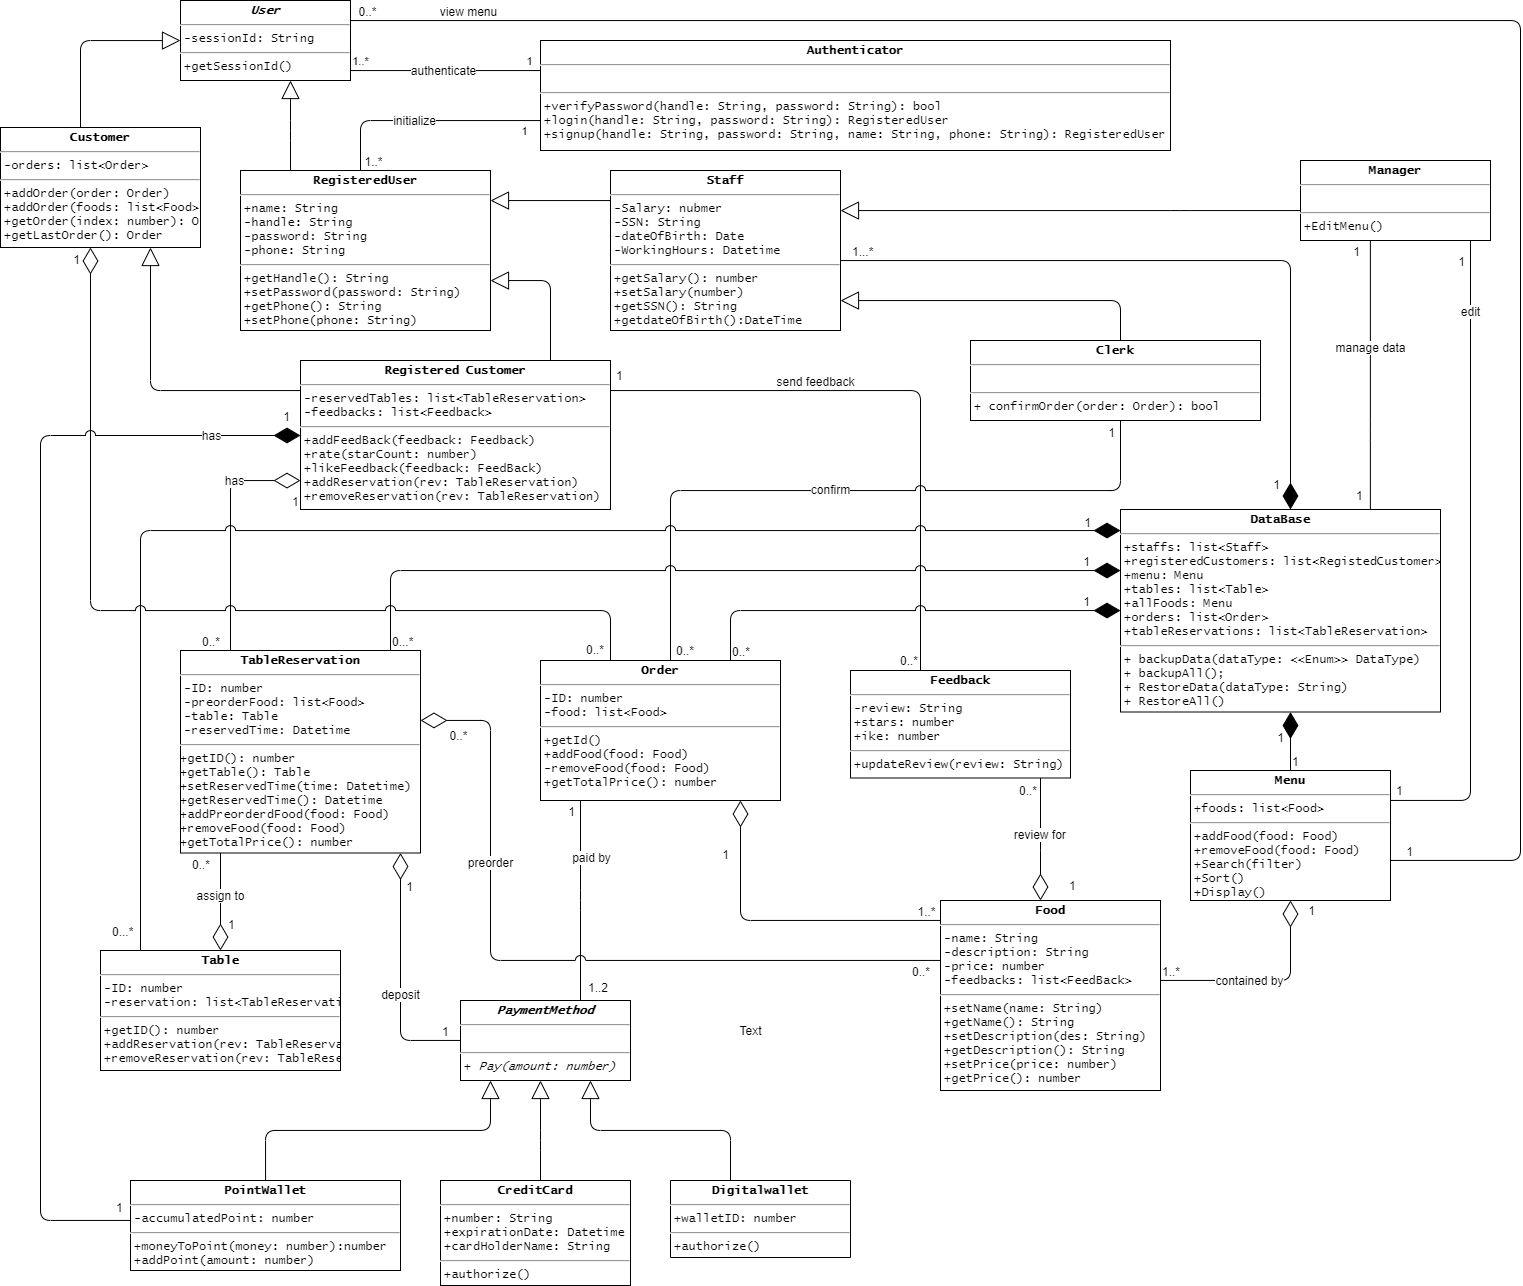 User
-sessionId: String
+getSessionId()
0..*
view menu
1..*
authenticate
1
Authenticator
+verifyPassword(handle: String, password: String): bool
+login(handle: String, password: String): RegisteredUser
+signup(handle: String, password: String, name: String, phone: String): RegisteredUser
initialize
1
1..*
Customer
-orders: list<Order>
+addOrder(order: Order)
+addOrder(foods: list<Food>
+getOrder(index: number): O
+getLastOrder(): Order
1
RegisteredUser
+name: String
-handle: String
-password: String
-phone: String
+getHandle(): String
+setPassword(password: String)
+getPhone(): String
+setPhone(phone: String)
Staff
-Salary: nubmer
-SSN: String
-dateOfBirth: Date
-WorkingHours: Datetime
+getSalary(): number
+setSalary(number)
+getSSN(): String
+getdateOfBirth():DateTime
1...*
Manager
+EditMenu()
1
1
edit
manage data
1
Clerk
+ confirmOrder(order: Order): bool
1
confirm
Registered Customer
-reservedTables: list<TableReservation>
-feedbacks: list<Feedback>
+addFeedBack(feedback: Feedback)
+rate(starCount: number)
+likeFeedback(feedback: FeedBack)
+addReservation(rev: TableReservation)
+removeReservation(rev: TableReservation)
1
send feedback
1
has
has
1
1
1
1
1
DataBase
+staffs: list<Staff>
+registeredCustomers: list<RegistedCustomer>
+menu: Menu
+tables: list<Table>
+allFoods: Menu
+orders: list<Order>
+tableReservations: list<TableReservation>
+ backupData(dataType: <<Enum>> DataType)
+ backupAll();
+ RestoreData(dataType: String)
+ RestoreAll()
1
1
0..*
0...*
0..*
0..*
0..*
0..*
TableReservation
-ID: number
-preorderFood: list<Food>
-table: Table
-reservedTime: Datetime
+getID(): number
+getTable(): Table
+setReservedTime(time: Datetime)
+getReservedTime(): Datetime
+addPreorderdFood(food: Food)
+removeFood(food: Food)
+getTotalPrice(): number
0..*
preorder
0..*
Order
-ID: number
-food: list<Food>
+getId()
+addFood(food: Food)
-removeFood(food: Food)
+getTotalPrice(): number
1
paid by
1..2
1
1..*
Feedback
-review: String
+stars: number
+ike: number
+updateReview(review: String)
0..*
review for
1
Menu
+foods: list<Food>
+addFood(food: Food)
+removeFood(food: Food)
+Search(filter)
+Sort()
+Display()
1
1
1
contained by
1..*
0..*
assign to
1
0...*
1
deposit
1
Table
-ID: number
-reservation: list<TableReservati
+getID(): number
+addReservation(rev: TableReserva
+removeReservation(rev: TableRese
Food
-name: String
-description: String
-price: number
-feedbacks: list<FeedBack>
+setName(name: String)
+getName(): String
+setDescription(des: String)
+getDescription(): String
+setPrice(price: number)
+getPrice(): number
PaymentMethod
+ Pay(amount: number)
Text
1
PointWallet
-accumulatedPoint: number
+moneyToPoint(money: number):number
+addPoint(amount: number)
CreditCard
+number: String
+expirationDate: Datetime
+cardHolderName: String
+authorize()
Digitalwallet
+walletID: number
+authorize()